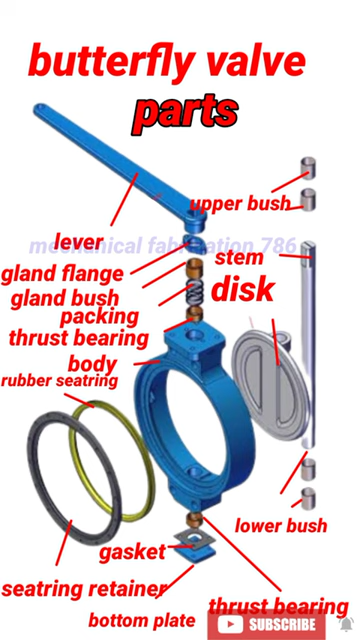 butterfly valve
parts
upper bush
lever
mechanical fabrication 786
stem
gland flange
disk
gland bush
packing
thrust bearing
body
rubber seatring
lower bush
gasket
seatring retainer
thrust bearing
bottom plate
SUBSCRIBE